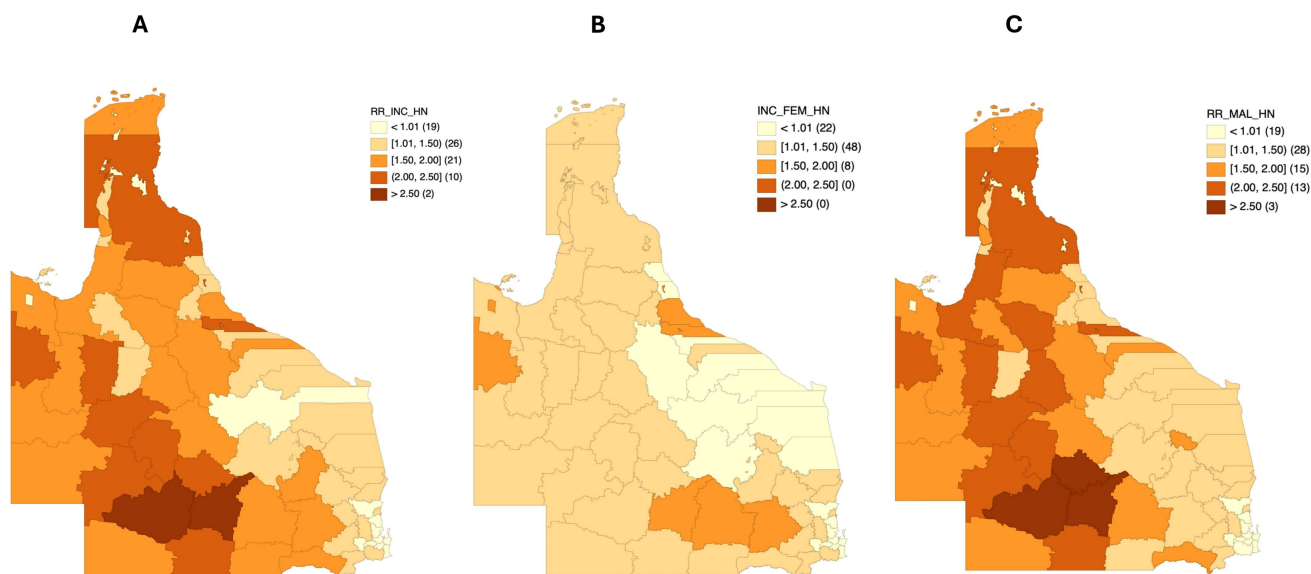 A
B
C
RR_INC_HN
< 1.01 (19)
[1.01, 1.50) (26)
[1.50, 2.00] (21)
(2.00, 2.50] (10)
> 2.50 (2)
INC_FEM_HN
< 1.01 (22)
[1.01, 1.50) (48)
[1.50, 2.00] (8)
(2.00, 2.50] (0)
> 2.50 (0)
RR_MAL_HN
< 1.01 (19)
[1.01, 1.50) (28)
[1.50, 2.00] (15)
(2.00, 2.50] (13)
> 2.50 (3)